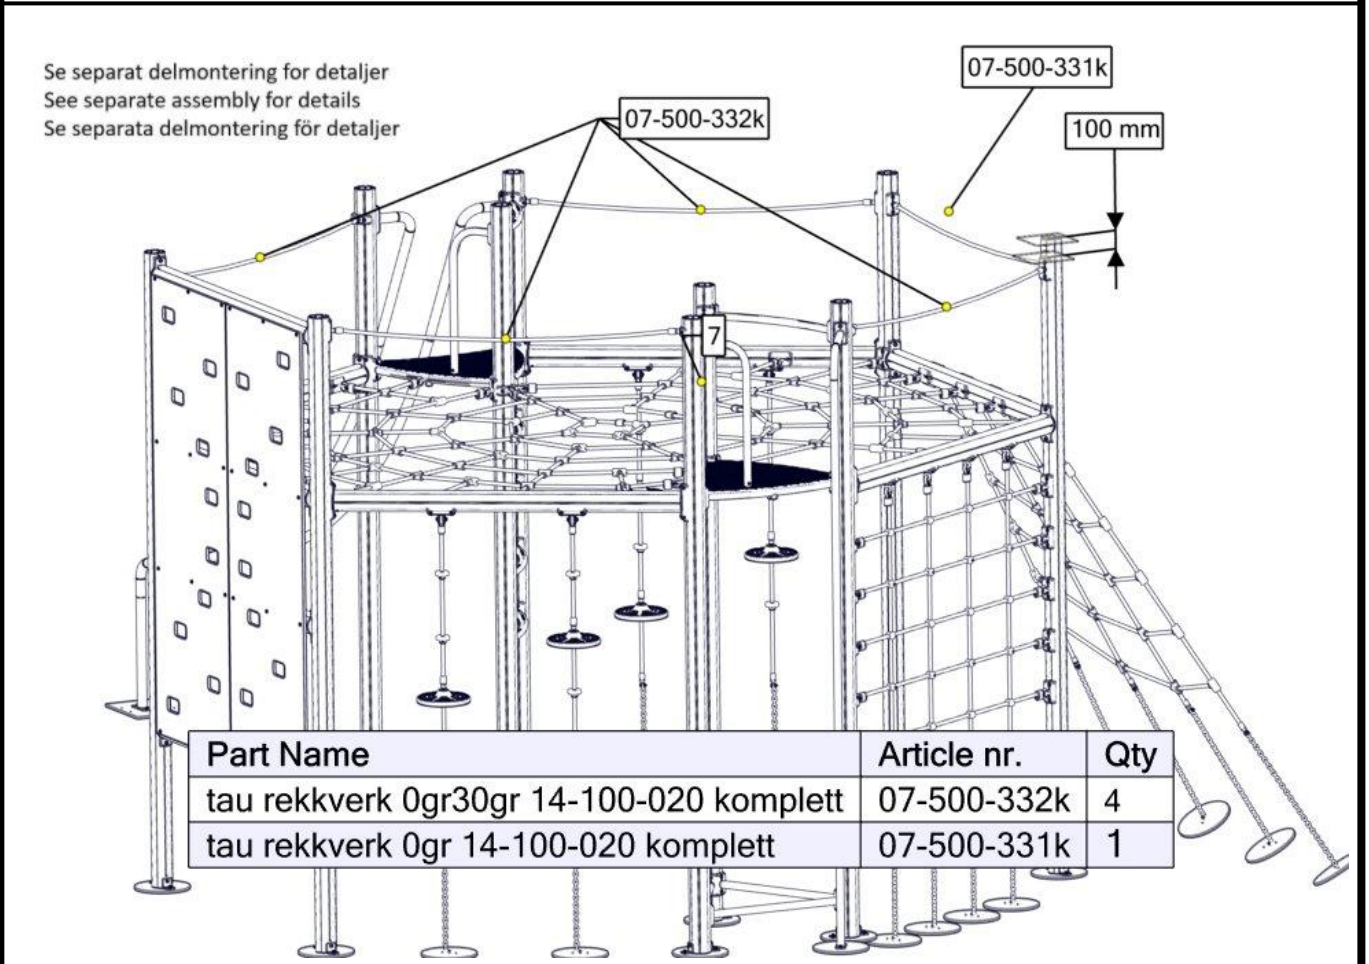 Se separat delmontering for detaljer
See separate assembly for details
Se separata delmontering för detaljer
07-500-331k
07-500-332k
100 mm
7
Part Name Article nr. Qty
tau rekkverk 0gr30gr 14-100-020 komplett 07-500-332k 4
tau rekkverk 0gr 14-100-020 komplett 07-500-331k 1